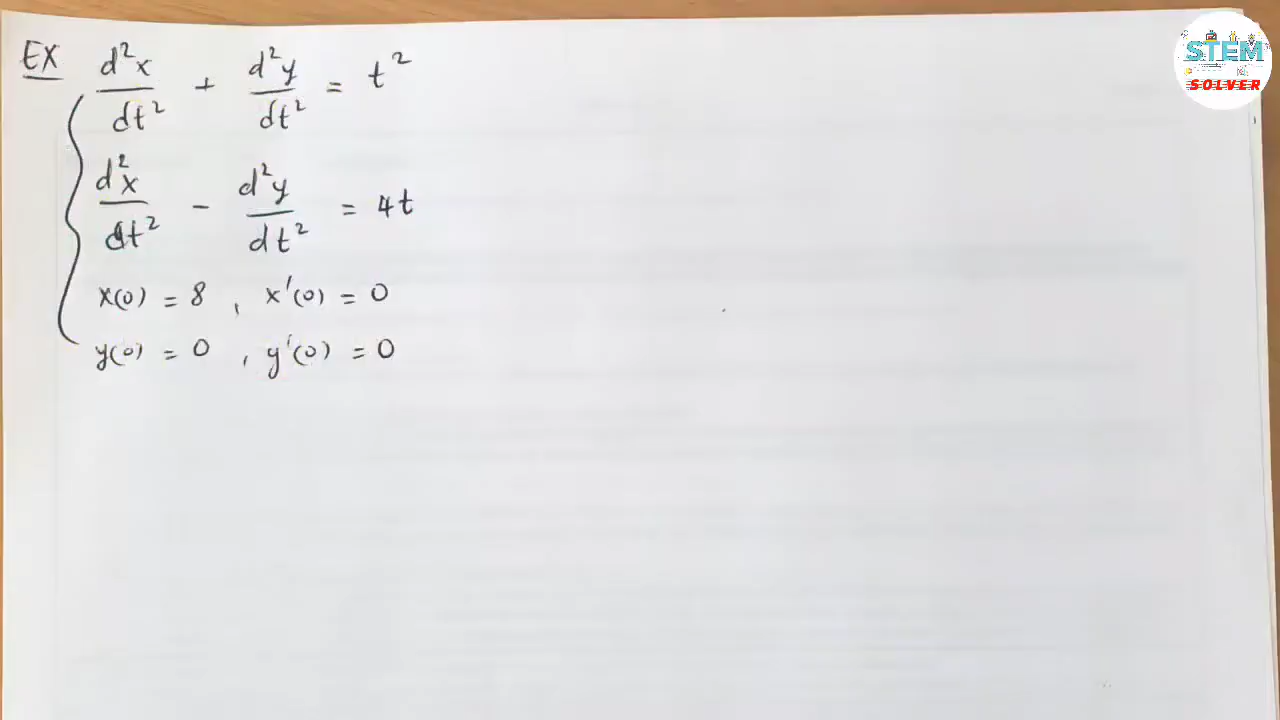 EX d²x/dt² + d²y/dt² = t²
d²x/dt² - d²y/dt² = 4t
x(0) = 8 , x'(0) = 0
y(0) = 0 , y'(0) = 0
STEM
SOLVER